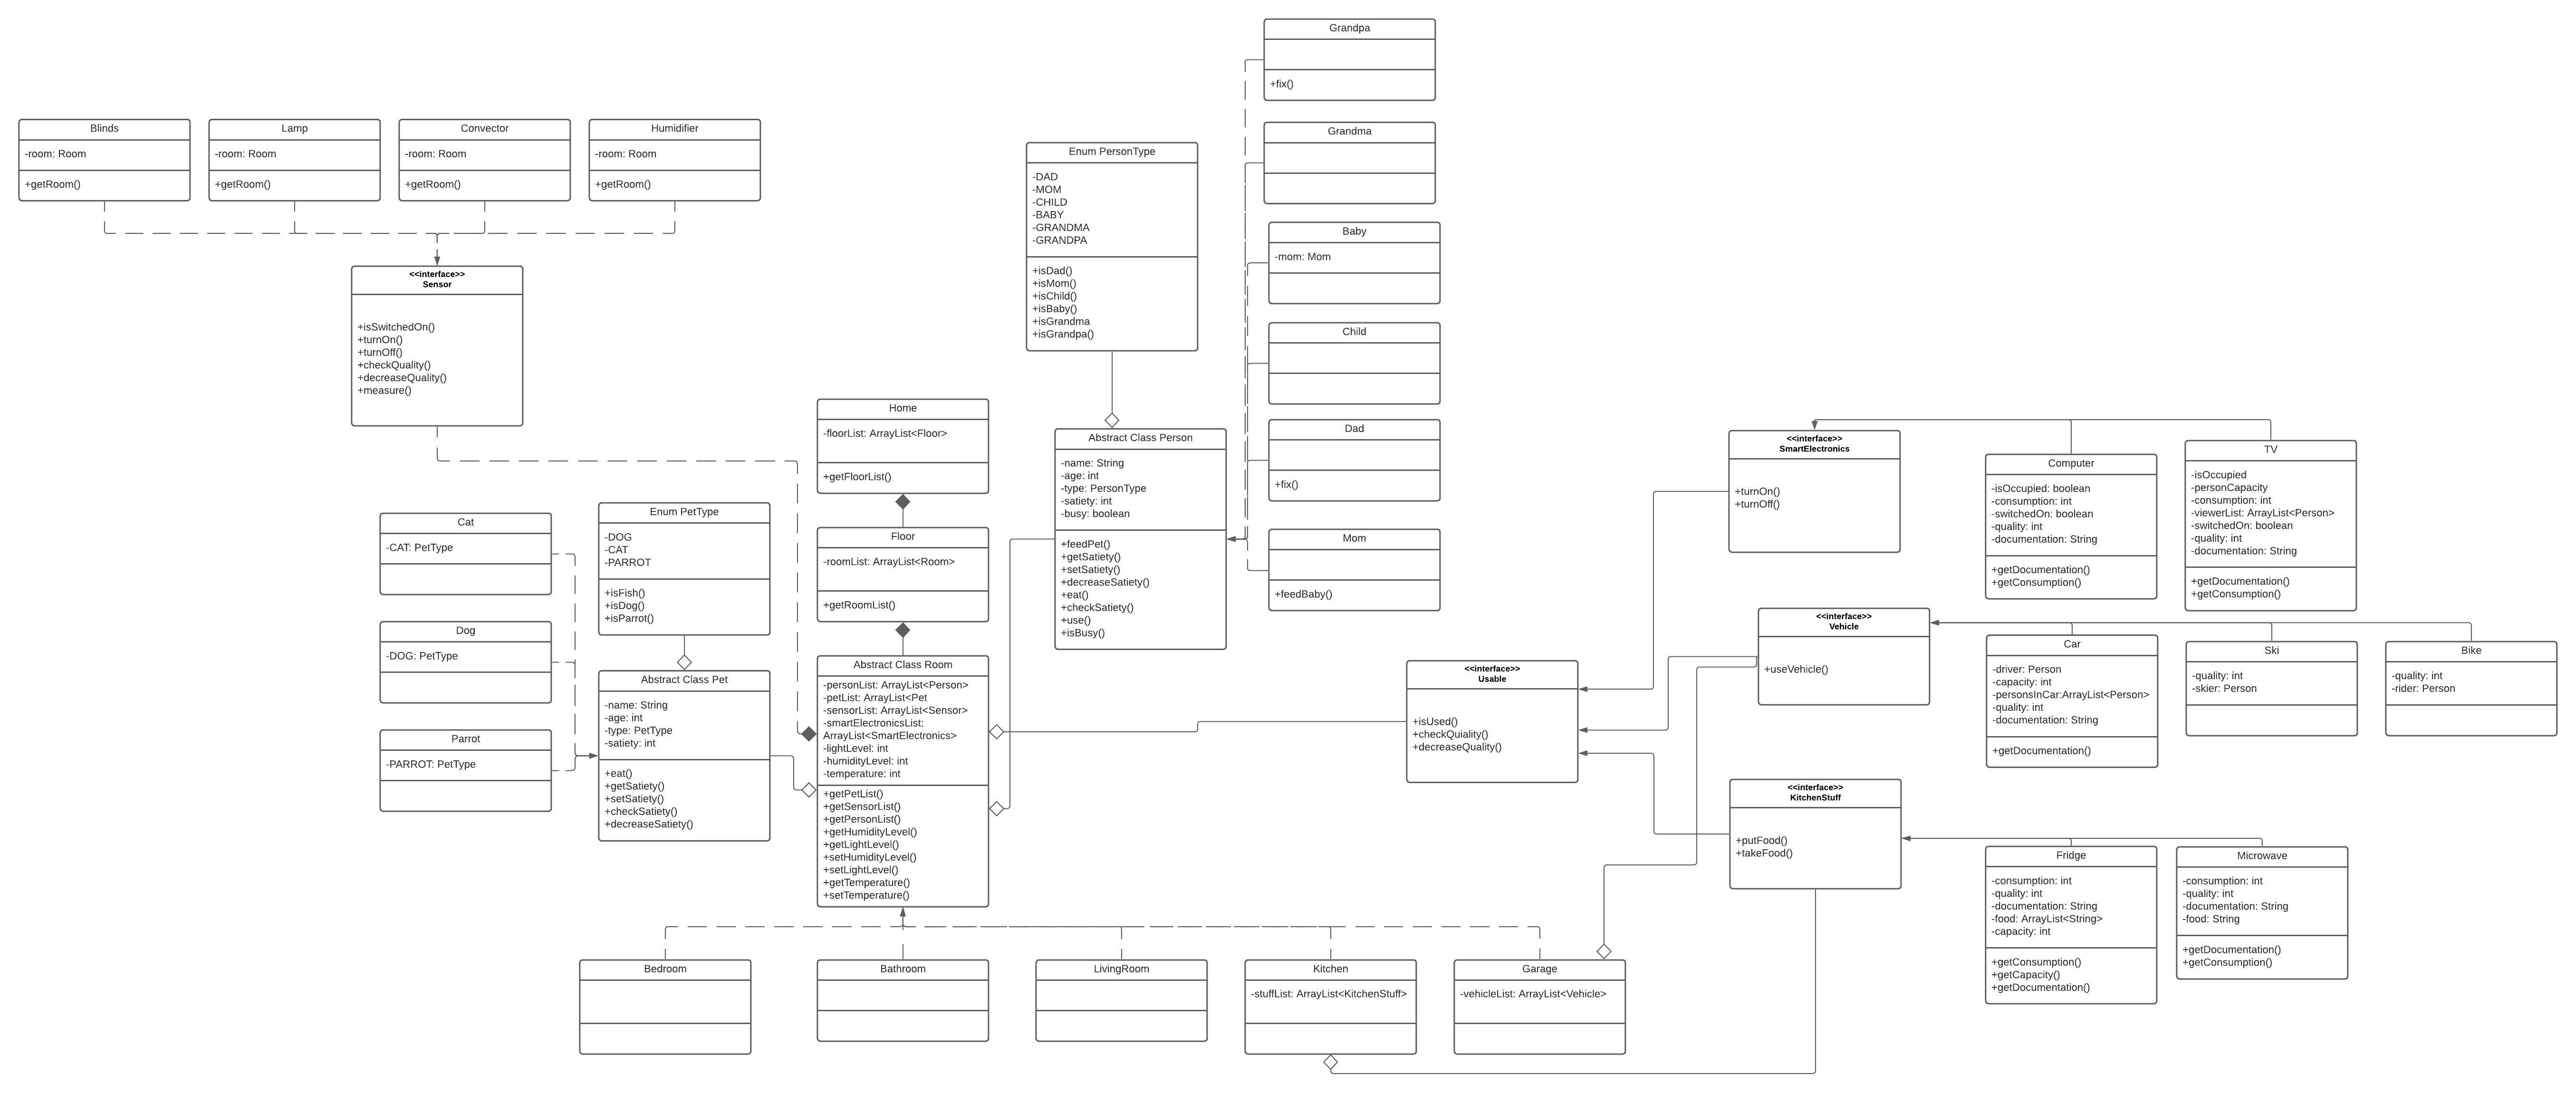 Grandpa
+fix()
Grandma
Blinds
-room: Room
+getRoom()
Lamp
-room: Room
+getRoom()
Convector
-room: Room
+getRoom()
Humidifier
-room: Room
+getRoom()
Enum PersonType
-DAD
-MOM
-CHILD
-BABY
-GRANDMA
-GRANDPA
+isDad()
+isMom()
+isChild()
+isBaby()
+isGrandma
+isGrandpa()
Baby
-mom: Mom
<<interface>>
Sensor
+isSwitchedOn()
+turnOn()
+turnOff()
+checkQuality()
+decreaseQuality()
+measure()
Child
Home
-floorList: ArrayList<Floor>
+getFloorList()
Abstract Class Person
-name: String
-age: int
-type: PersonType
-satiety: int
-busy: boolean
+feedPet()
+getSatiety()
+setSatiety()
+decreaseSatiety()
+eat()
+checkSatiety()
+use()
+isBusy()
Dad
+fix()
Mom
+feedBaby()
<<interface>>
SmartElectronics
+turnOn()
+turnOff()
Computer
-isOccupied: boolean
-consumption: int
-switchedOn: boolean
-quality: int
-documentation: String
+getDocumentation()
+getConsumption()
TV
-isOccupied
-personCapacity
-consumption: int
-viewerList: ArrayList<Person>
-switchedOn: boolean
-quality: int
-documentation: String
+getDocumentation()
+getConsumption()
Cat
-CAT: PetType
Enum PetType
-DOG
-CAT
-PARROT
+isFish()
+isDog()
+isParrot()
Floor
-roomList: ArrayList<Room>
+getRoomList()
Dog
-DOG: PetType
Parrot
-PARROT: PetType
Abstract Class Pet
-name: String
-age: int
-type: PetType
-satiety: int
+eat()
+getSatiety()
+setSatiety()
+checkSatiety()
+decreaseSatiety()
Abstract Class Room
-personList: ArrayList<Person>
-petList: ArrayList<Pet
-sensorList: ArrayList<Sensor>
-smartElectronicsList:
ArrayList<SmartElectronics>
-lightLevel: int
-humidityLevel: int
-temperature: int
+getPetList()
+getSensorList()
+getPersonList()
+getHumidityLevel()
+getLightLevel()
+setHumidityLevel()
+setLightLevel()
+getTemperature()
+setTemperature()
<<interface>>
Usable
+isUsed()
+checkQuiality()
+decreaseQuality()
<<interface>>
Vehicle
+useVehicle()
Car
-driver: Person
-capacity: int
-personsInCar:ArrayList<Person>
-quality: int
-documentation: String
+getDocumentation()
Ski
-quality: int
-skier: Person
Bike
-quality: int
-rider: Person
<<interface>>
KitchenStuff
+putFood()
+takeFood()
Fridge
-consumption: int
-quality: int
-documentation: String
-food: ArrayList<String>
-capacity: int
+getConsumption()
+getCapacity()
+getDocumentation()
Microwave
-consumption: int
-quality: int
-documentation: String
-food: String
+getDocumentation()
+getConsumption()
Bedroom
Bathroom
LivingRoom
Kitchen
-stuffList: ArrayList<KitchenStuff>
Garage
-vehicleList: ArrayList<Vehicle>